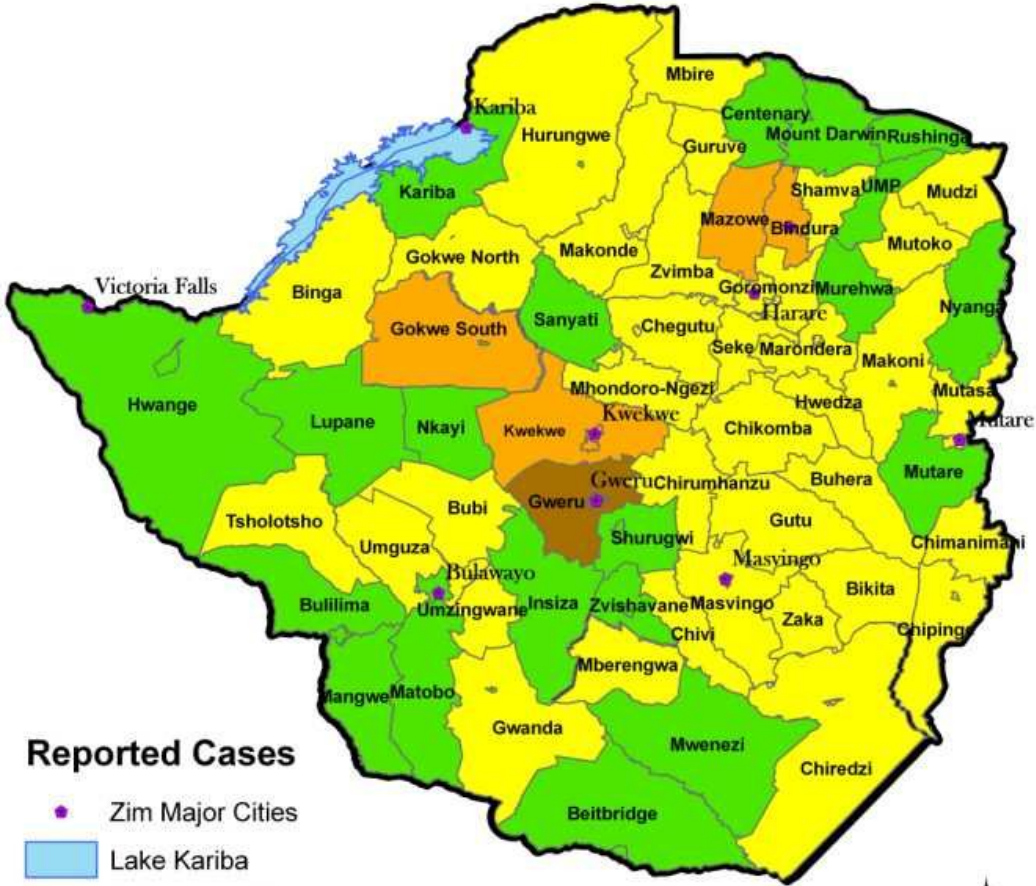 Mbire
Kariba
Centenary
Hurungwe
Mount Darwin
Rushinga
Guruve
Kariba
Shamva
UMP
Mudzi
Mazowe
Bindura
Mutoko
Gokwe North
Makonde
Zvimba
Victoria Falls
Binga
Goromonzi
Murehwa
Nyanga
Harare
Gokwe South
Sanyati
Chegutu
Seke
Marondera
Makoni
Mhondoro-Ngezi
Mutasa
Hwange
Hwedza
Lupane
Nkayi
Kwekwe
Kwekwe
Chikomba
Mutare
Mutare
Buhera
Gweru
Gweru
Chirumhanzu
Bubi
Tsholotsho
Gutu
Umguza
Shurugwi
Chimanimani
Masvingo
Bulawayo
Bikita
Bulilima
Umzingwane
Insiza
Zvishavane
Masvingo
Zaka
Chivi
Chipinge
Mberengwa
Mangwe
Matobo
Gwanda
Mwenezi
Chiredzi
Beitbridge
Reported Cases
Zim Major Cities
Lake Kariba